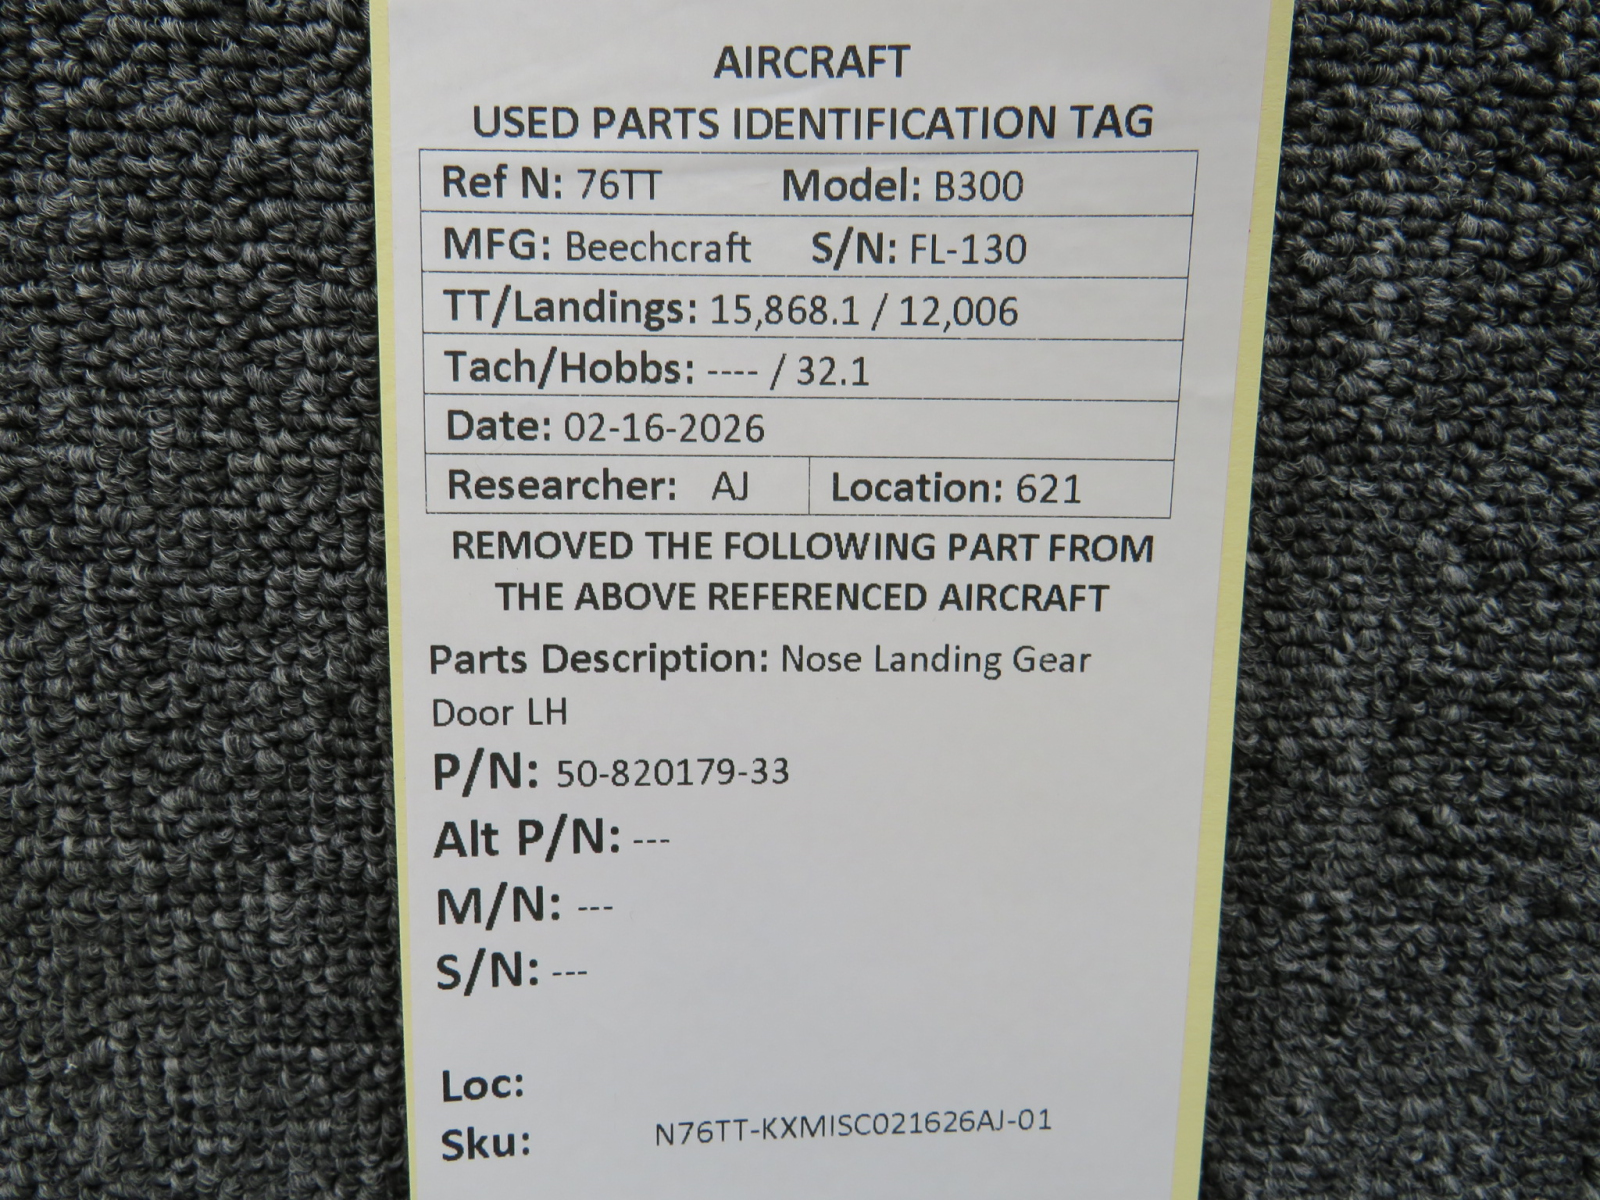 AIRCRAFT
USED PARTS IDENTIFICATION TAG
Ref N: 76TT Model: B300
MFG: Beechcraft S/N: FL-130
TT/Landings: 15,868.1 / 12,006
Tach/Hobbs: ---- / 32.1
Date: 02-16-2026
Researcher: AJ Location: 621
REMOVED THE FOLLOWING PART FROM
THE ABOVE REFERENCED AIRCRAFT
Parts Description: Nose Landing Gear
Door LH
P/N: 50-820179-33
Alt P/N: ---
M/N: ---
S/N: ---
Loc:
Sku: N76TT-KXMISC021626AJ-01